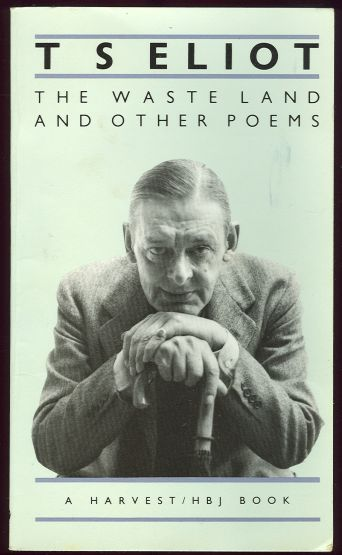 T S ELIOT
THE WASTE LAND
AND OTHER POEMS
A HARVEST/HBJ BOOK